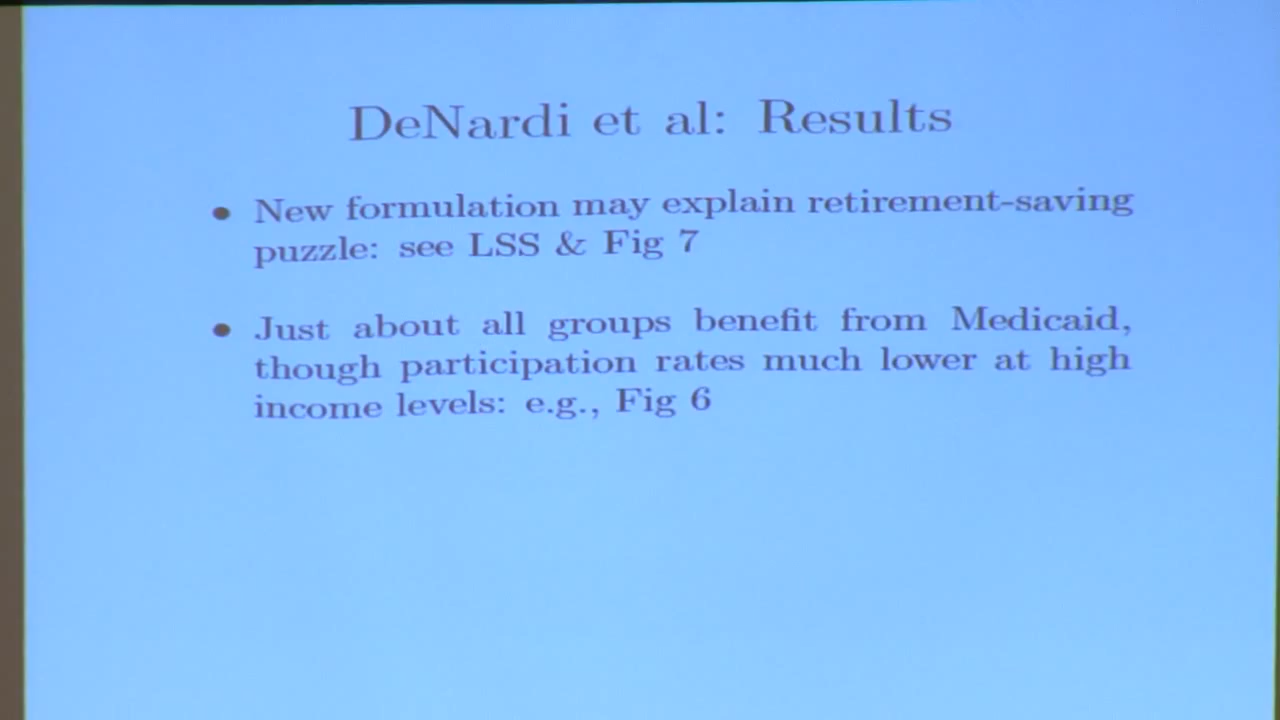 DeNardi et al: Results
• New formulation may explain retirement-saving
puzzle: see LSS & Fig 7
• Just about all groups benefit from Medicaid,
though participation rates much lower at high
income levels: e.g., Fig 6